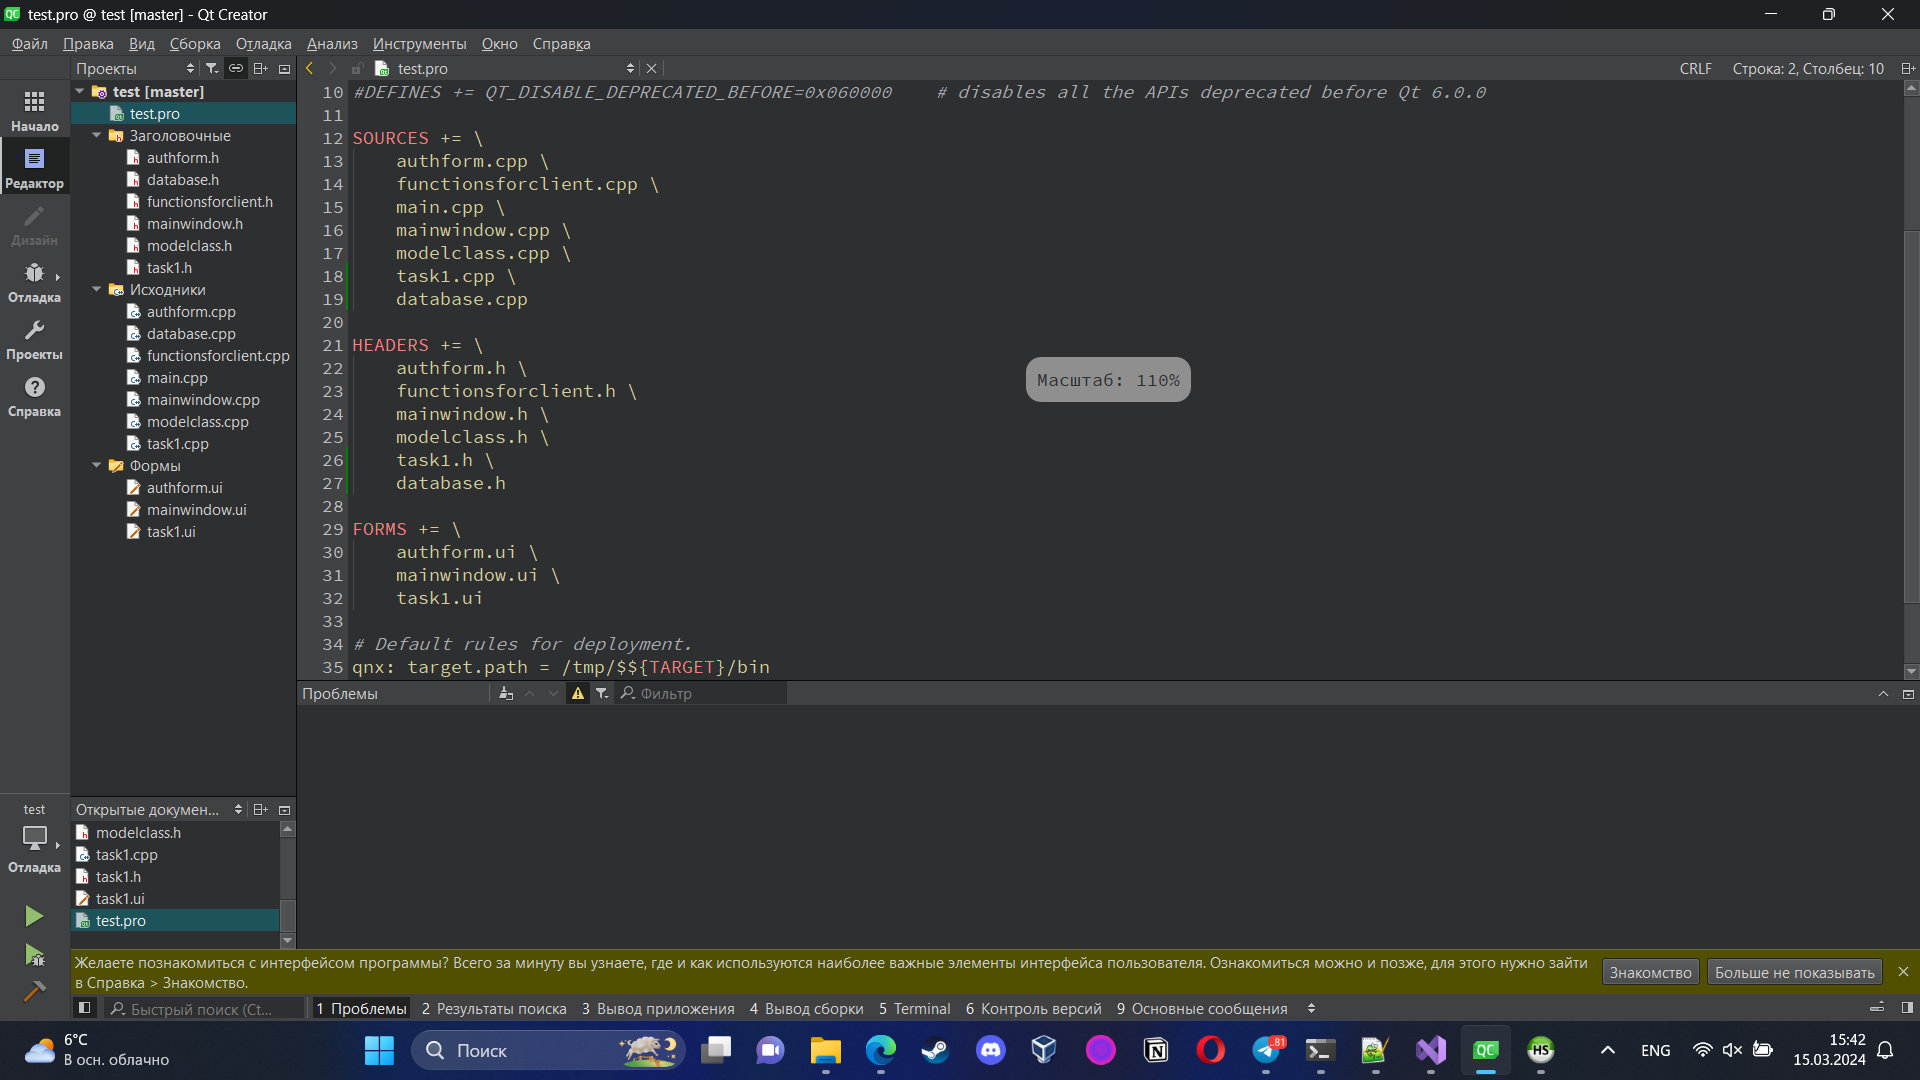 test.pro @ test [master] - Qt Creator
Файл Правка Вид Сборка Отладка Анализ Инструменты Окно Справка
Проекты
test.pro
CRLF Строка: 2, Столбец: 10
Начало
Редактор
Дизайн
Отладка
Проекты
Справка
test [master]
test.pro
Заголовочные
authform.h
database.h
functionsforclient.h
mainwindow.h
modelclass.h
task1.h
Исходники
authform.cpp
database.cpp
functionsforclient.cpp
main.cpp
mainwindow.cpp
modelclass.cpp
task1.cpp
Формы
authform.ui
mainwindow.ui
task1.ui
10 #DEFINES += QT_DISABLE_DEPRECATED_BEFORE=0x060000    # disables all the APIs deprecated before Qt 6.0.0
11
12 SOURCES += \
13     authform.cpp \
14     functionsforclient.cpp \
15     main.cpp \
16     mainwindow.cpp \
17     modelclass.cpp \
18     task1.cpp \
19     database.cpp
20
21 HEADERS += \
22     authform.h \
23     functionsforclient.h \
24     mainwindow.h \
25     modelclass.h \
26     task1.h \
27     database.h
28
29 FORMS += \
30     authform.ui \
31     mainwindow.ui \
32     task1.ui
33
34 # Default rules for deployment.
35 qnx: target.path = /tmp/$${TARGET}/bin
Масштаб: 110%
Проблемы
Фильтр
test
Отладка
Открытые докумен...
modelclass.h
task1.cpp
task1.h
task1.ui
test.pro
Желаете познакомиться с интерфейсом программы? Всего за минуту вы узнаете, где и как используются наиболее важные элементы интерфейса пользователя. Ознакомиться можно и позже, для этого нужно зайти
в Справка > Знакомство.
Знакомство
Больше не показывать
Быстрый поиск (Ct...
1 Проблемы 2 Результаты поиска 3 Вывод приложения 4 Вывод сборки 5 Terminal 6 Контроль версий 9 Основные сообщения
6°C
В осн. облачно
Поиск
81
QC
HS
ENG
15:42
15.03.2024